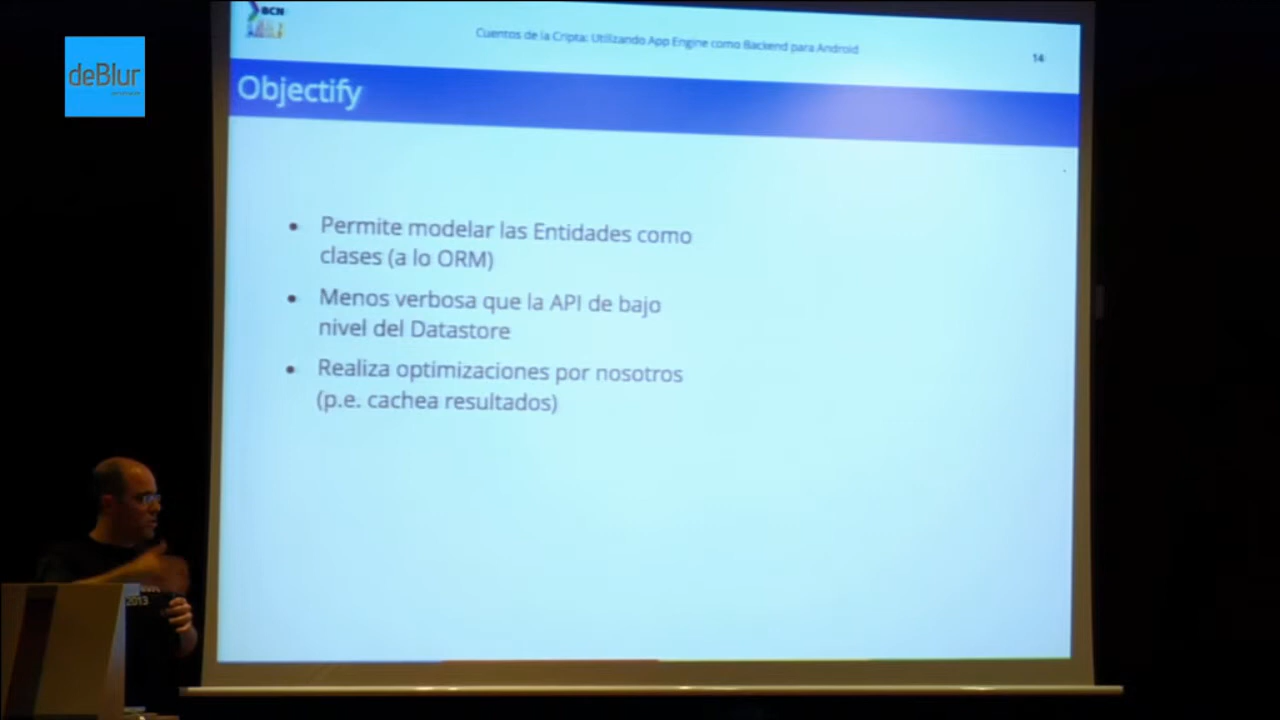 deBlur
BCN
Cuentos de la Cripta: Utilizando App Engine como Backend para Android
14
Objectify
• Permite modelar las Entidades como
clases (a lo ORM)
• Menos verbosa que la API de bajo
nivel del Datastore
• Realiza optimizaciones por nosotros
(p.e. cachea resultados)
2013